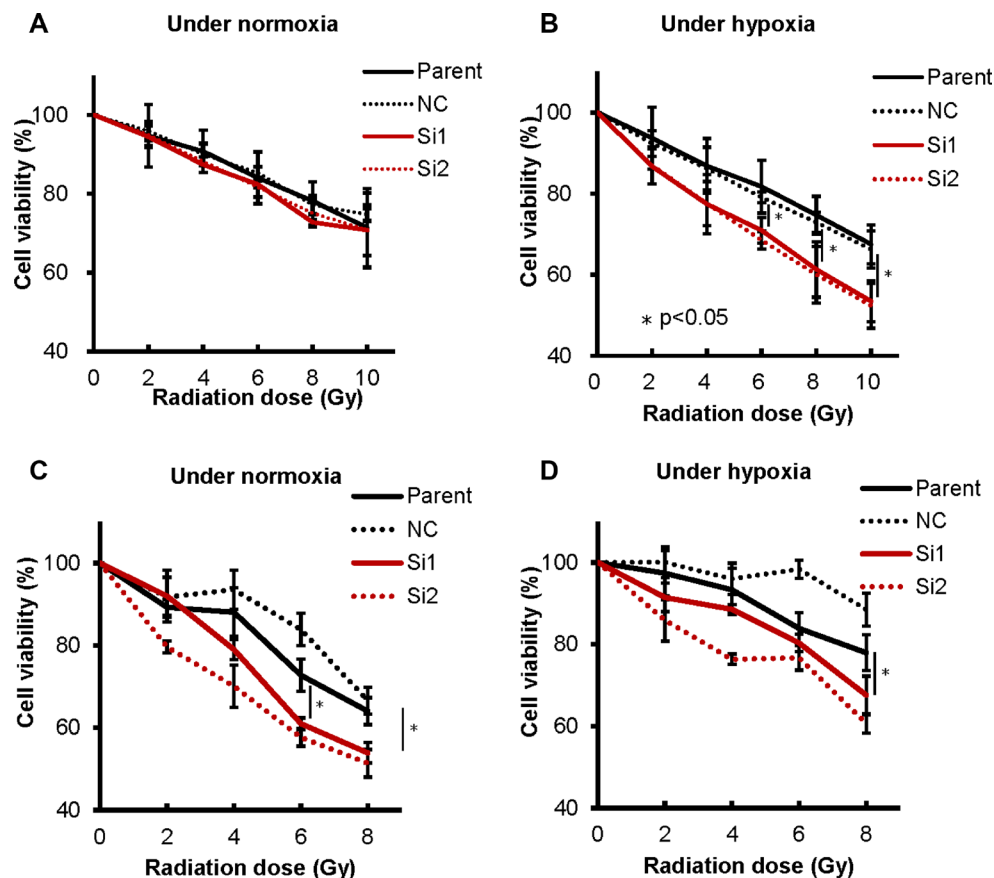 A
Under normoxia
Parent
NC
Si1
Si2
Cell viability (%)
100
80
60
40
0 2 4 6 8 10
Radiation dose (Gy)
B
Under hypoxia
Parent
NC
Si1
Si2
Cell viability (%)
100
80
60
40
*
*
*
* p<0.05
0 2 4 6 8 10
Radiation dose (Gy)
C
Under normoxia
Parent
NC
Si1
Si2
Cell viability (%)
100
80
60
40
*
*
0 2 4 6 8
Radiation dose (Gy)
D
Under hypoxia
Parent
NC
Si1
Si2
Cell viability (%)
100
80
60
40
*
0 2 4 6 8
Radiation dose (Gy)